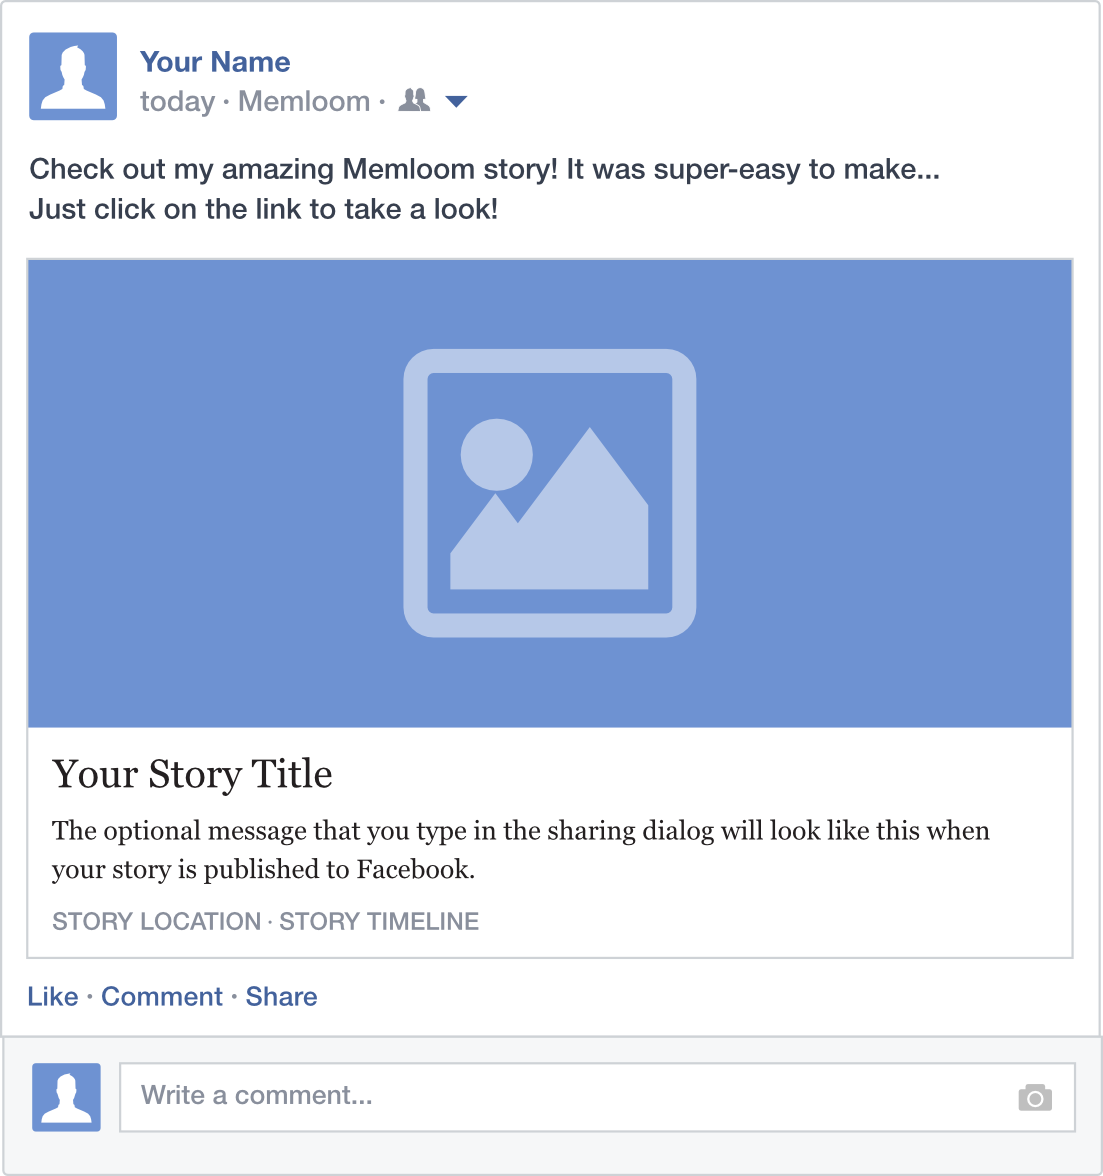 Your Name
today · Memloom ·
Check out my amazing Memloom story! It was super-easy to make...
Just click on the link to take a look!
Your Story Title
The optional message that you type in the sharing dialog will look like this when
your story is published to Facebook.
STORY LOCATION · STORY TIMELINE
Like · Comment · Share
Write a comment...